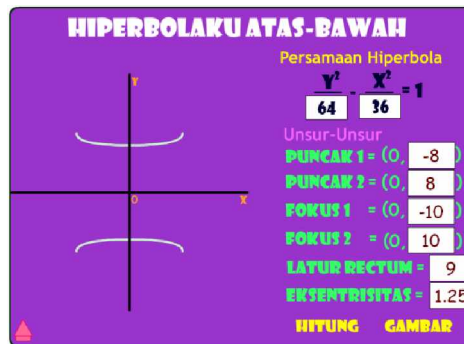 HIPERBOLAKU ATAS-BAWAH
Persamaan Hiperbola
Y² / 64 - X² / 36 = 1
Unsur-Unsur
PUNCAK 1 = (0, -8)
PUNCAK 2 = (0, 8)
FOKUS 1 = (0, -10)
FOKUS 2 = (0, 10)
LATUR RECTUM = 9
EKSENTRISITAS = 1.25
HITUNG GAMBAR
Y
X
O